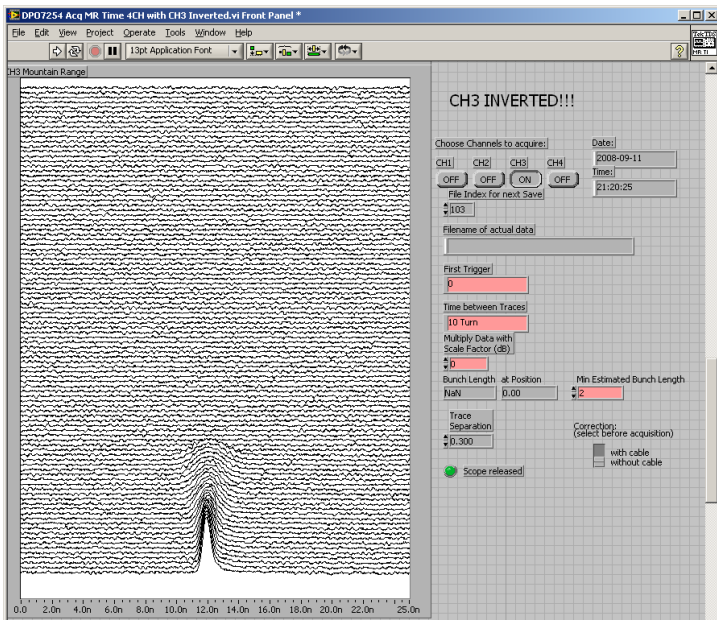 DPO7254 Acq MR Time 4CH with CH3 Inverted.vi Front Panel *
File Edit View Project Operate Tools Window Help
13pt Application Font
CH3 Mountain Range
CH3 INVERTED!!!
Choose Channels to acquire:
CH1 CH2 CH3 CH4
OFF OFF ON OFF
Date:
2008-09-11
Time:
21:20:25
File Index for next Save
103
Filename of actual data
First Trigger
0
Time between Traces
10 Turn
Multiply Data with
Scale Factor (dB)
0
Bunch Length at Position Min Estimated Bunch Length
NaN 0.00 2
Trace
Separation
0.300
Correction:
(select before acquisition)
with cable
without cable
Scope released
0.0 2.0n 4.0n 6.0n 8.0n 10.0n 12.0n 14.0n 16.0n 18.0n 20.0n 22.0n 25.0n